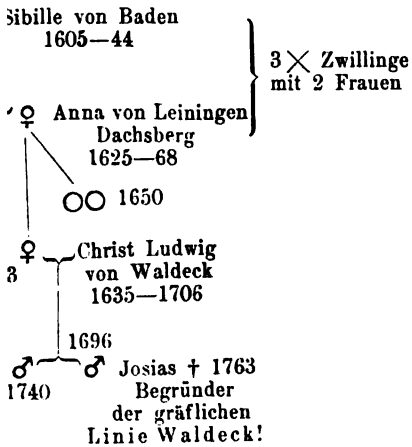 Sibille von Baden
1605—44
3 × Zwillinge
mit 2 Frauen
♀ Anna von Leiningen
Dachsberg
1625—68
○○ 1650
♀ Christ Ludwig
3 von Waldeck
1635—1706
1696
♂ ♂ Josias † 1763
1740 Begründer
der gräflichen
Linie Waldeck!